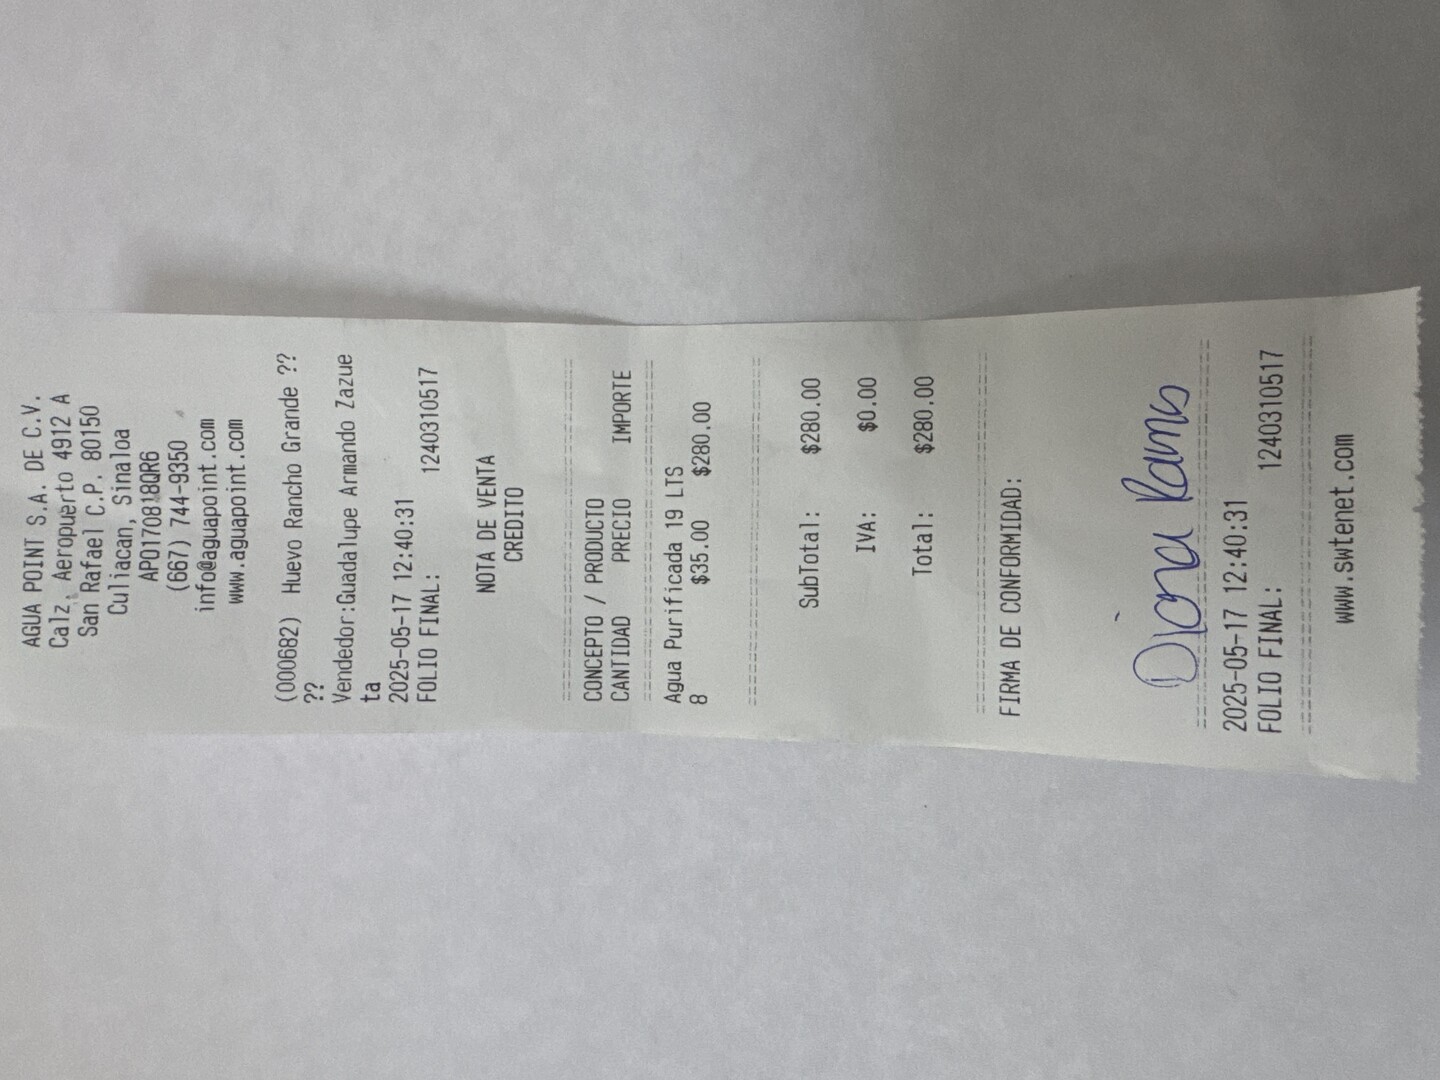 AGUA POINT S.A. DE C.V.
Calz. Aeropuerto 4912 A
San Rafael C.P. 80150
Culiacan, Sinaloa
APO170818QR6
(667) 744-9350
info@aguapoint.com
www.aguapoint.com
(000682) Huevo Rancho Grande ??
??
Vendedor:Guadalupe Armando Zazue
ta
2025-05-17 12:40:31
FOLIO FINAL: 1240310517
NOTA DE VENTA
CREDITO
CONCEPTO / PRODUCTO
CANTIDAD PRECIO IMPORTE
Agua Purificada 19 LTS
8 $35.00 $280.00
SubTotal: $280.00
IVA: $0.00
Total: $280.00
FIRMA DE CONFORMIDAD:
Diana Ramos
2025-05-17 12:40:31
FOLIO FINAL: 1240310517
www.swtenet.com